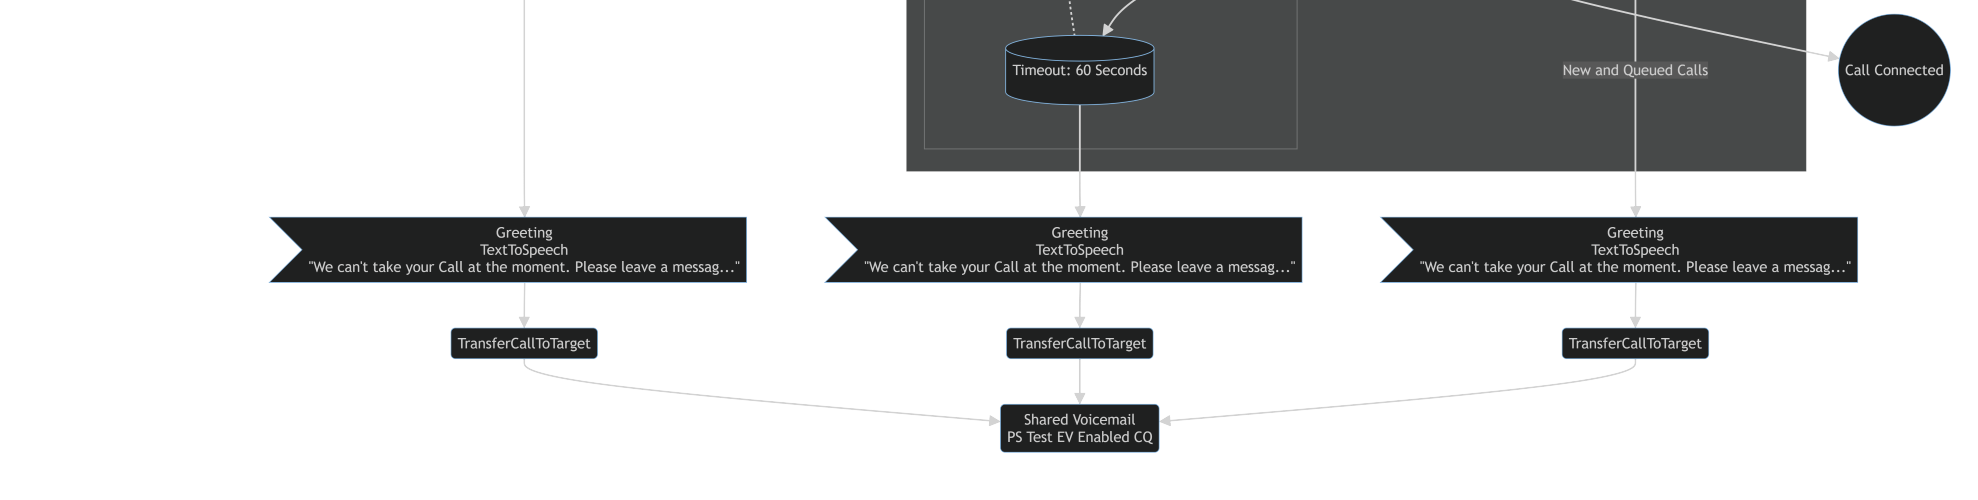 Timeout: 60 Seconds
New and Queued Calls
Call Connected
Greeting
TextToSpeech
"We can't take your Call at the moment. Please leave a messag..."
Greeting
TextToSpeech
"We can't take your Call at the moment. Please leave a messag..."
Greeting
TextToSpeech
"We can't take your Call at the moment. Please leave a messag..."
TransferCallToTarget
TransferCallToTarget
TransferCallToTarget
Shared Voicemail
PS Test EV Enabled CQ